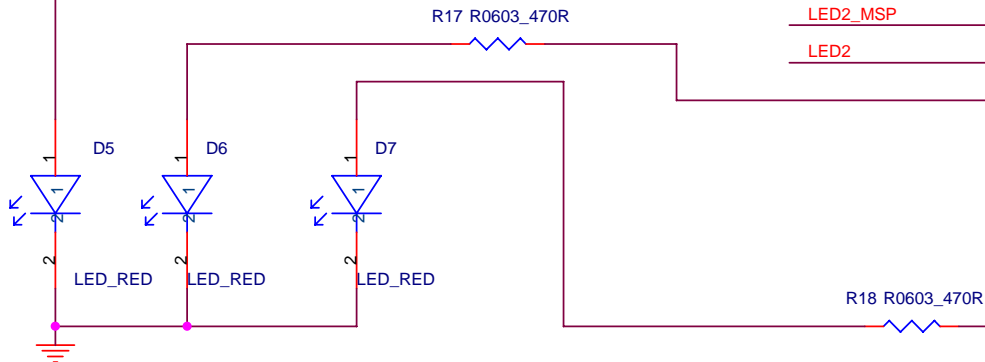 LED2_MSP
R17 R0603_470R
LED2
D5
D6
D7
1
1
1
1
1
1
2
2
2
2
2
2
LED_RED
LED_RED
LED_RED
R18 R0603_470R